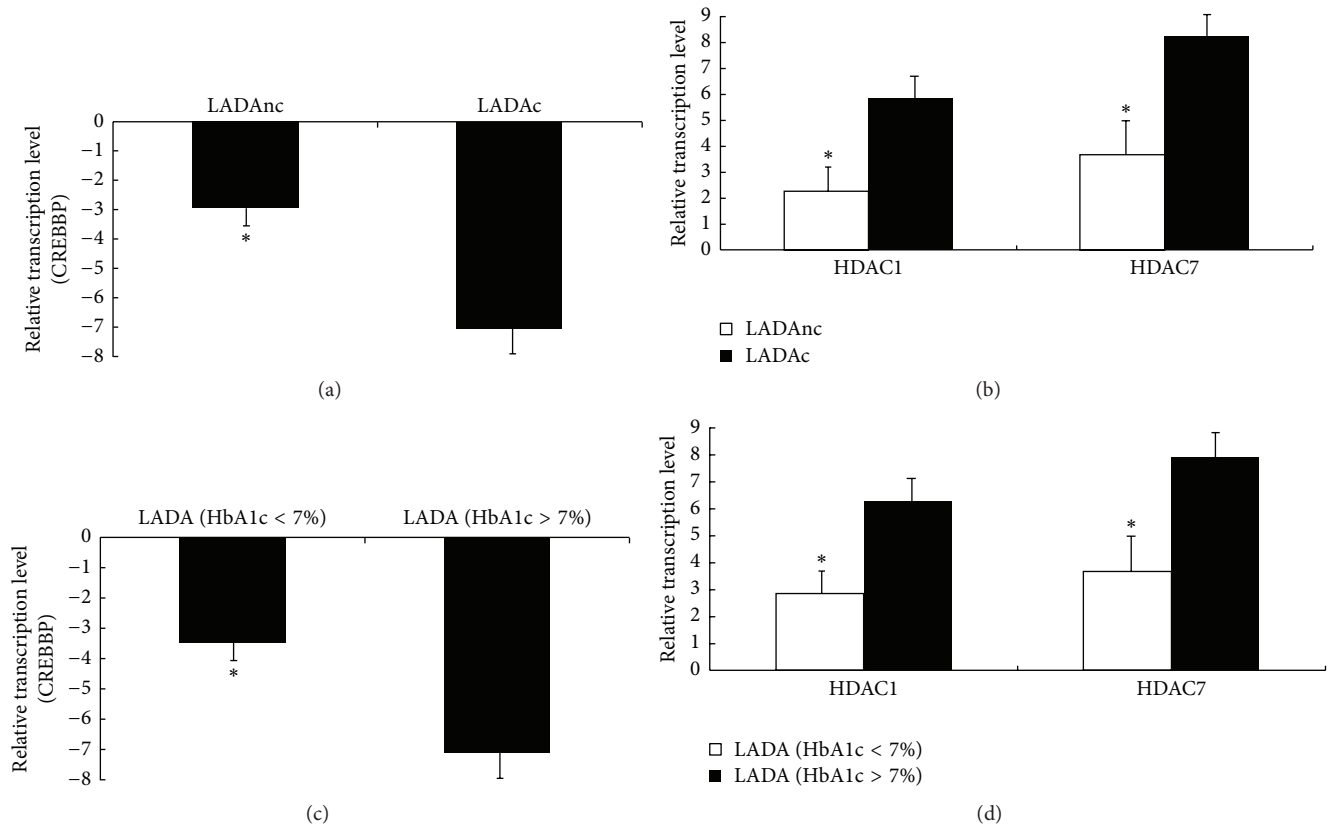 LADAnc LADAc
0
−1
−2
−3
−4
−5
−6
−7
−8
Relative transcription level
(CREBBP)
*
(a)
9
8
7
6
5
4
3
2
1
0
Relative transcription level
*
*
HDAC1 HDAC7
LADAnc
LADAc
(b)
LADA (HbA1c < 7%) LADA (HbA1c > 7%)
0
−1
−2
−3
−4
−5
−6
−7
−8
Relative transcription level
(CREBBP)
*
(c)
9
8
7
6
5
4
3
2
1
0
Relative transcription level
*
*
HDAC1 HDAC7
LADA (HbA1c < 7%)
LADA (HbA1c > 7%)
(d)